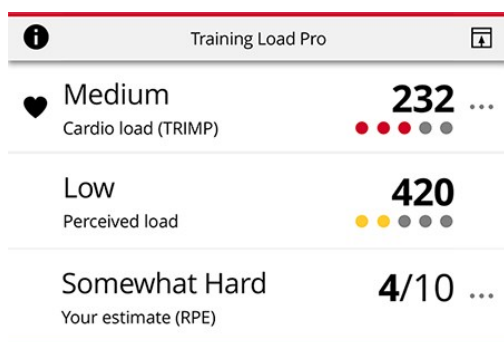 Training Load Pro
Medium
232
Cardio load (TRIMP)
Low
420
Perceived load
Somewhat Hard
4/10
Your estimate (RPE)